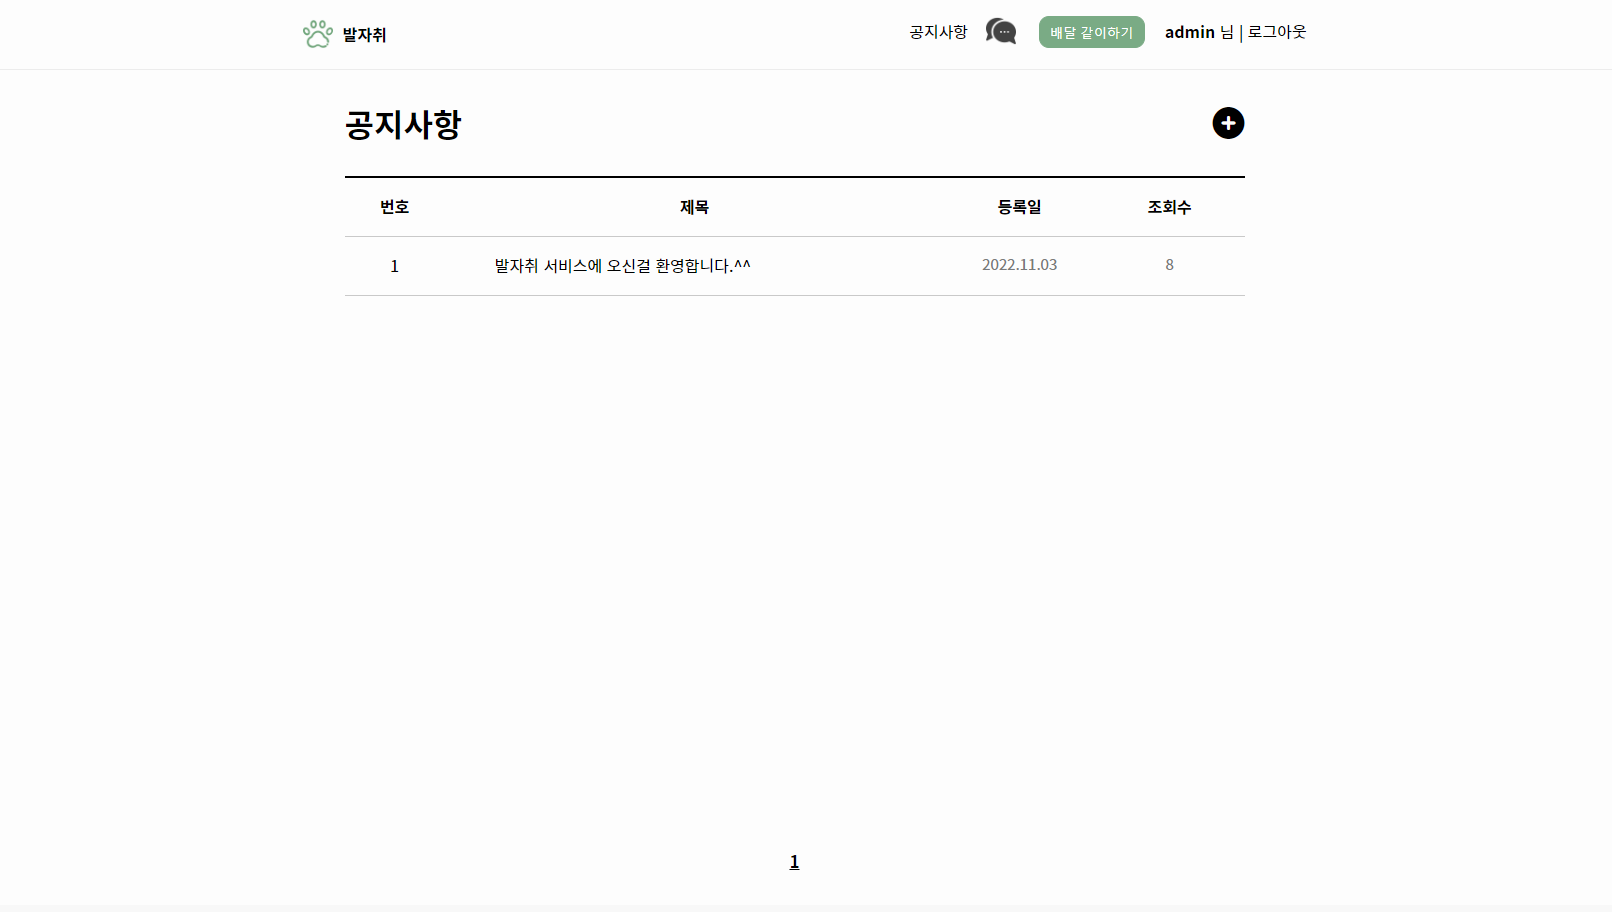 발자취
공지사항 배달 같이하기 admin 님 | 로그아웃
공지사항
번호 제목 등록일 조회수
1 발자취 서비스에 오신걸 환영합니다.^^ 2022.11.03 8
1